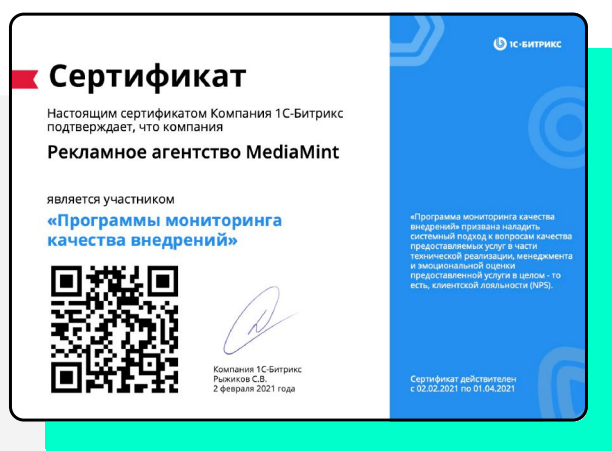 Сертификат
Настоящим сертификатом Компания 1С-Битрикс
подтверждает, что компания
Рекламное агентство MediaMint
является участником
«Программы мониторинга
качества внедрений»
Компания 1С-Битрикс
Рыжиков С.В.
2 февраля 2021 года
1С·БИТРИКС
«Программа мониторинга качества
внедрений» призвана наладить
системный подход к вопросам качества
предоставляемых услуг в части
технической реализации, менеджмента
и эмоциональной оценки
предоставленной услуги в целом - то
есть, клиентской лояльности (NPS).
Сертификат действителен
с 02.02.2021 по 01.04.2021